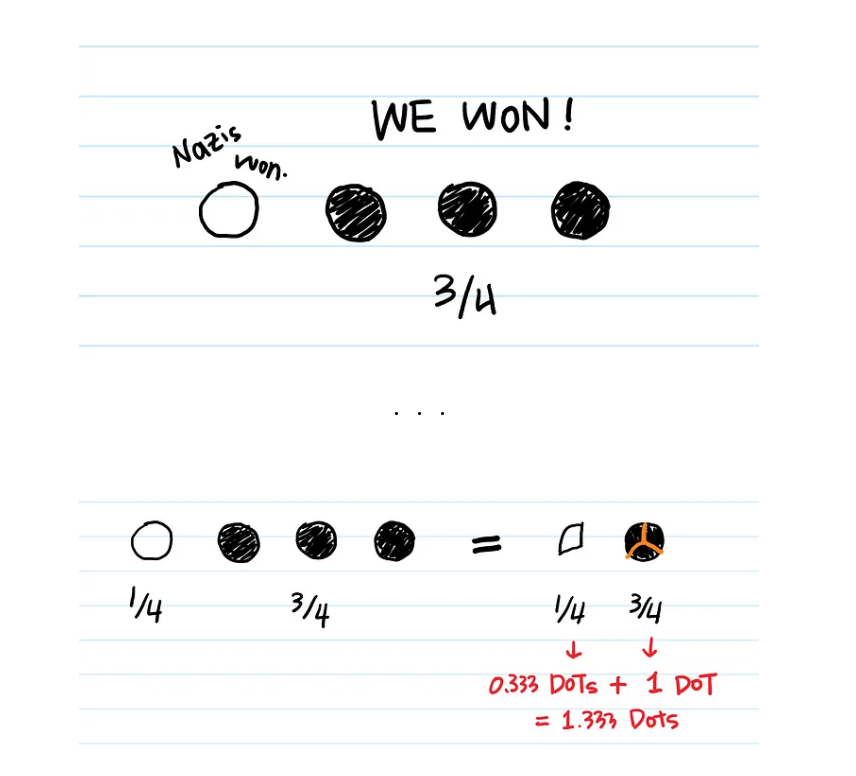 WE WON!
Nazis won.
3/4
. . .
=
1/4 3/4 1/4 3/4
↓ ↓
0.333 DOTs + 1 DOT
= 1.333 Dots